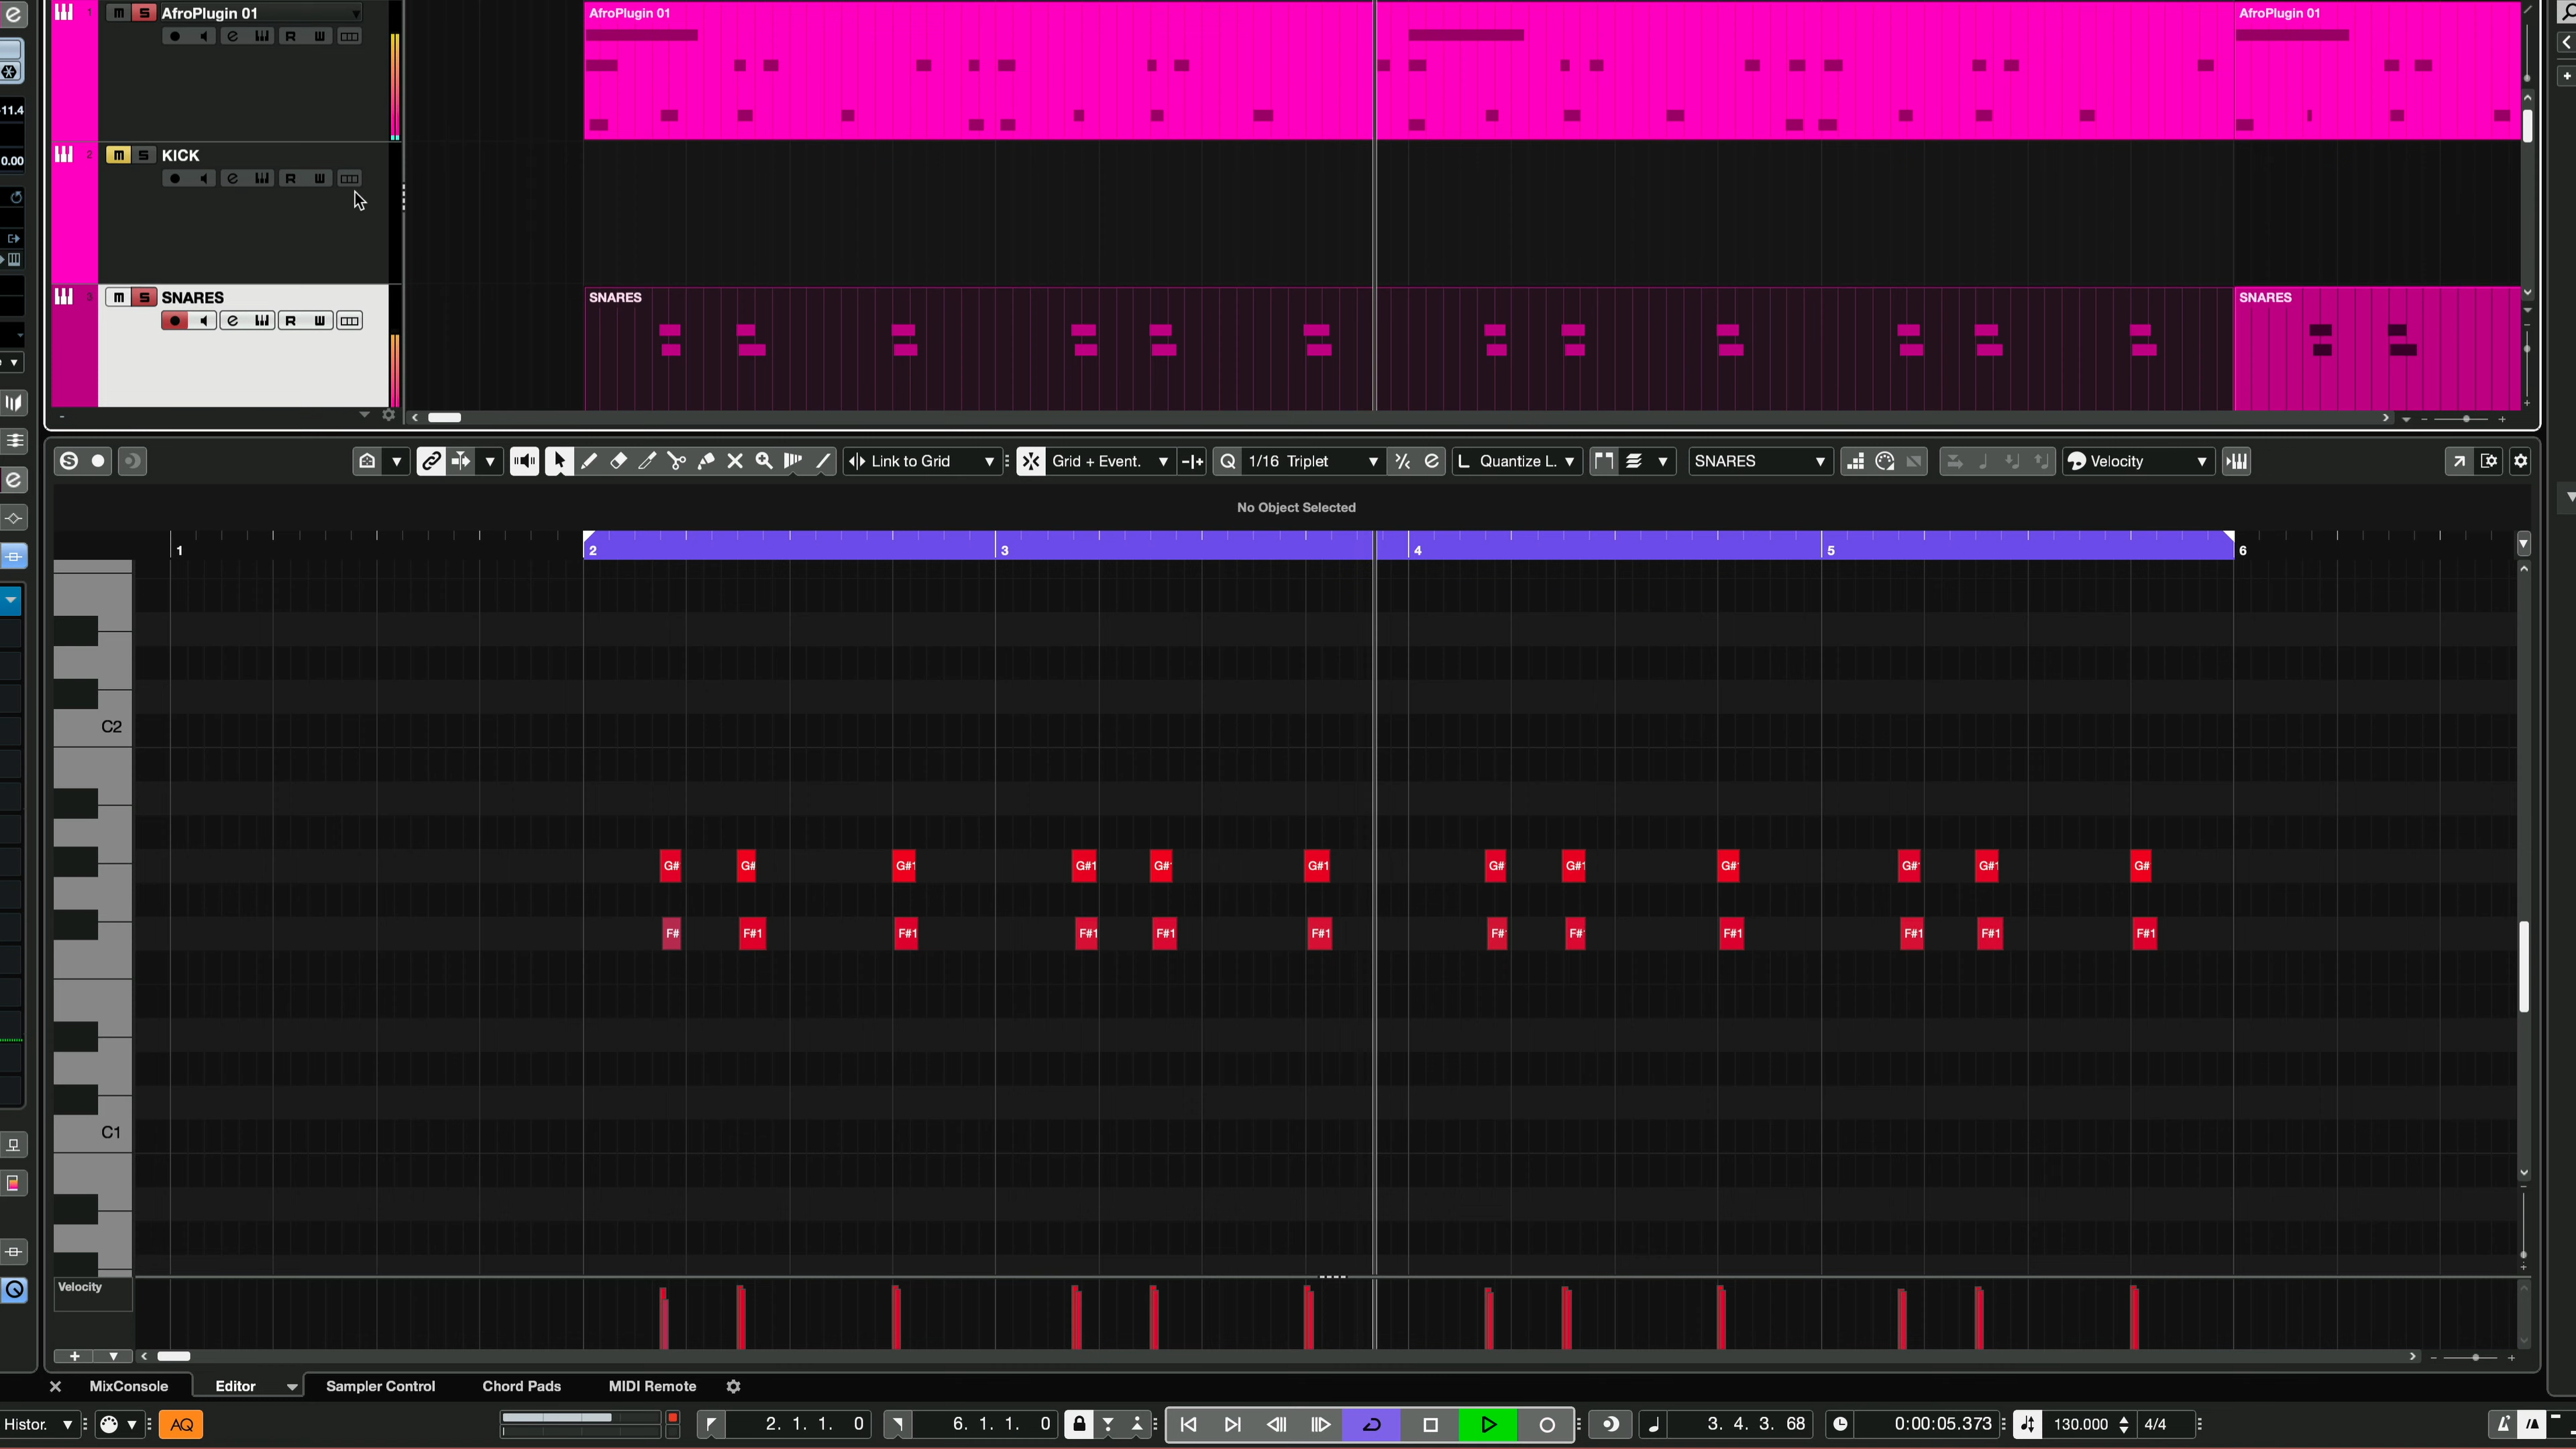 1 m S AfroPlugin 01
R W
AfroPlugin 01
AfroPlugin 01
11.4
0.00
2 m S KICK
R W
3 m S SNARES
R W
SNARES
SNARES
Link to Grid
Grid + Event.
Q 1/16 Triplet
L Quantize L.
SNARES
Velocity
No Object Selected
1 2 3 4 5 6
C2
G# G# G#1 G#1 G# G#1 G# G#1 G# G# G#1 G#
F# F#1 F#1 F#1 F#1 F#1 F# F# F#1 F#1 F#1 F#1
C1
Velocity
MixConsole Editor Sampler Control Chord Pads MIDI Remote
Histor. AQ 2. 1. 1. 0 6. 1. 1. 0 3. 4. 3. 68 0:00:05.373 130.000 4/4